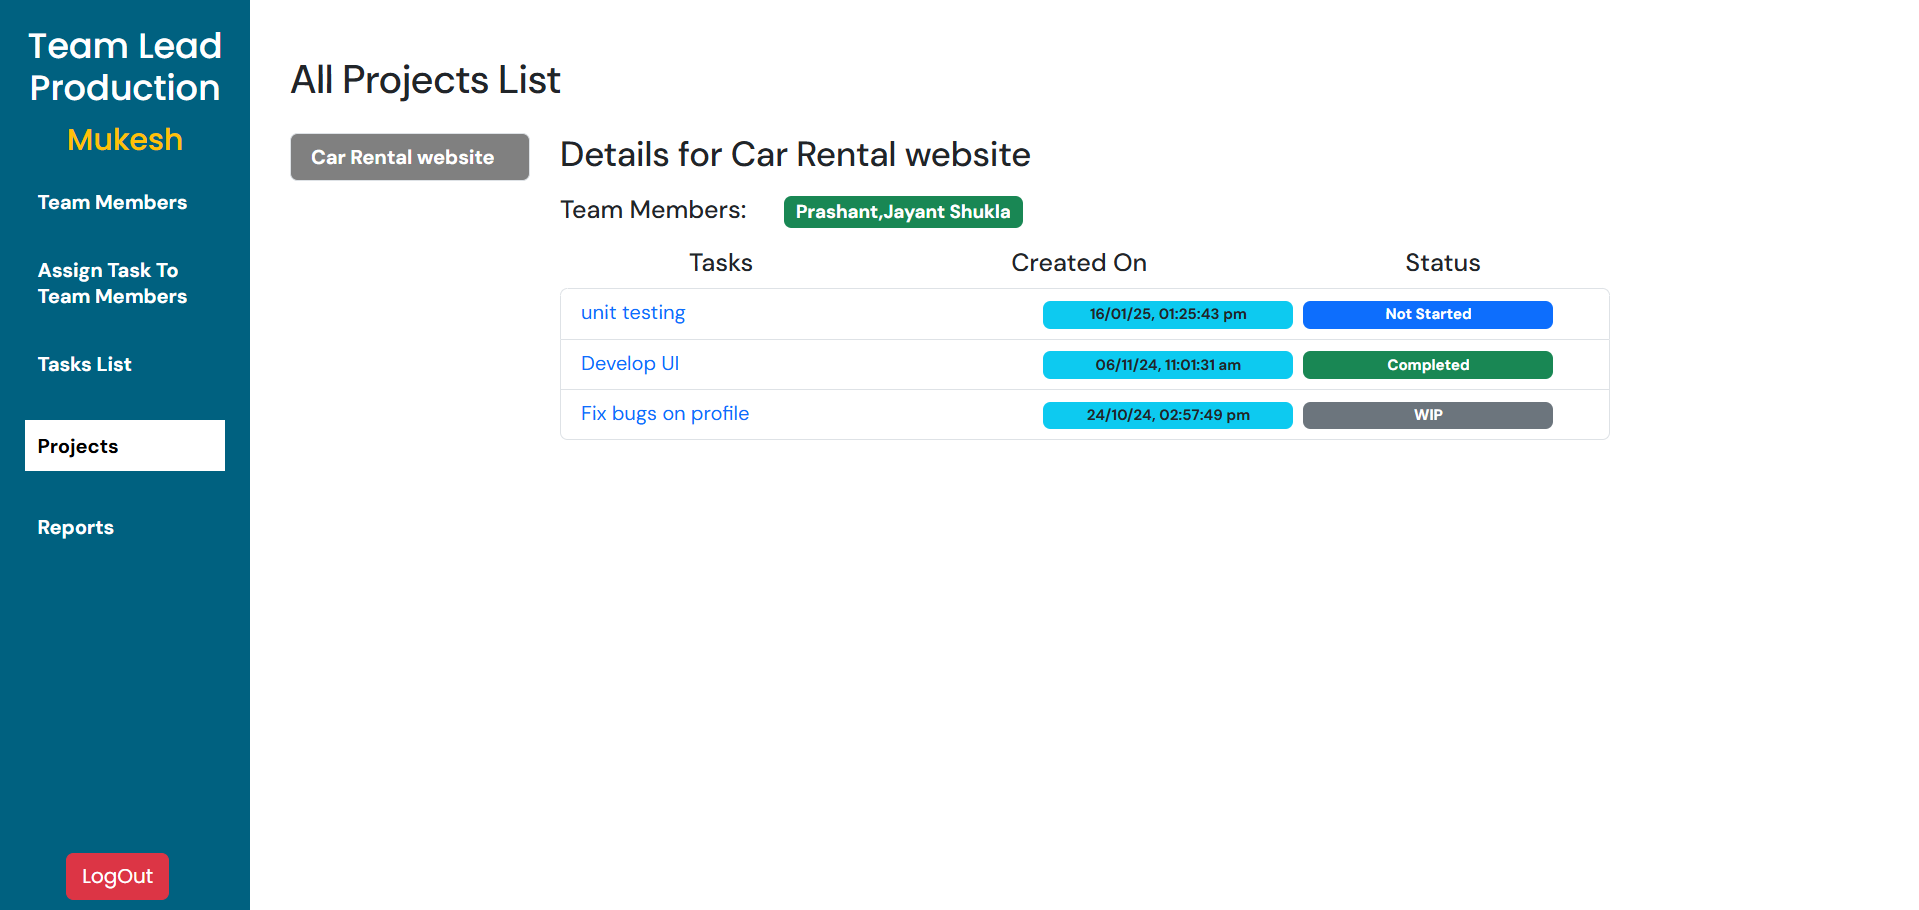 Team Lead
Production
Mukesh
Team Members
Assign Task To
Team Members
Tasks List
Projects
Reports
LogOut
All Projects List
Car Rental website
Details for Car Rental website
Team Members: Prashant,Jayant Shukla
Tasks Created On Status
unit testing 16/01/25, 01:25:43 pm Not Started
Develop UI 06/11/24, 11:01:31 am Completed
Fix bugs on profile 24/10/24, 02:57:49 pm WIP